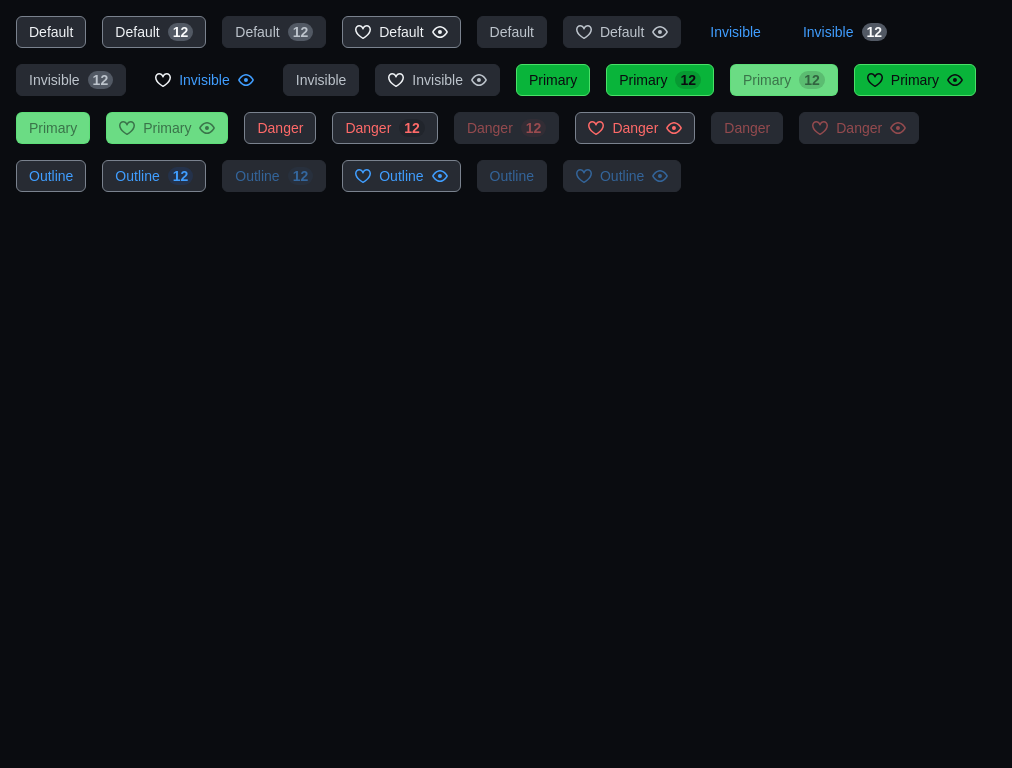 Default Default 12 Default 12 Default Default Default Invisible Invisible 12
Invisible 12 Invisible Invisible Invisible Primary Primary 12 Primary 12 Primary
Primary Primary Danger Danger 12 Danger 12 Danger Danger Danger
Outline Outline 12 Outline 12 Outline Outline Outline